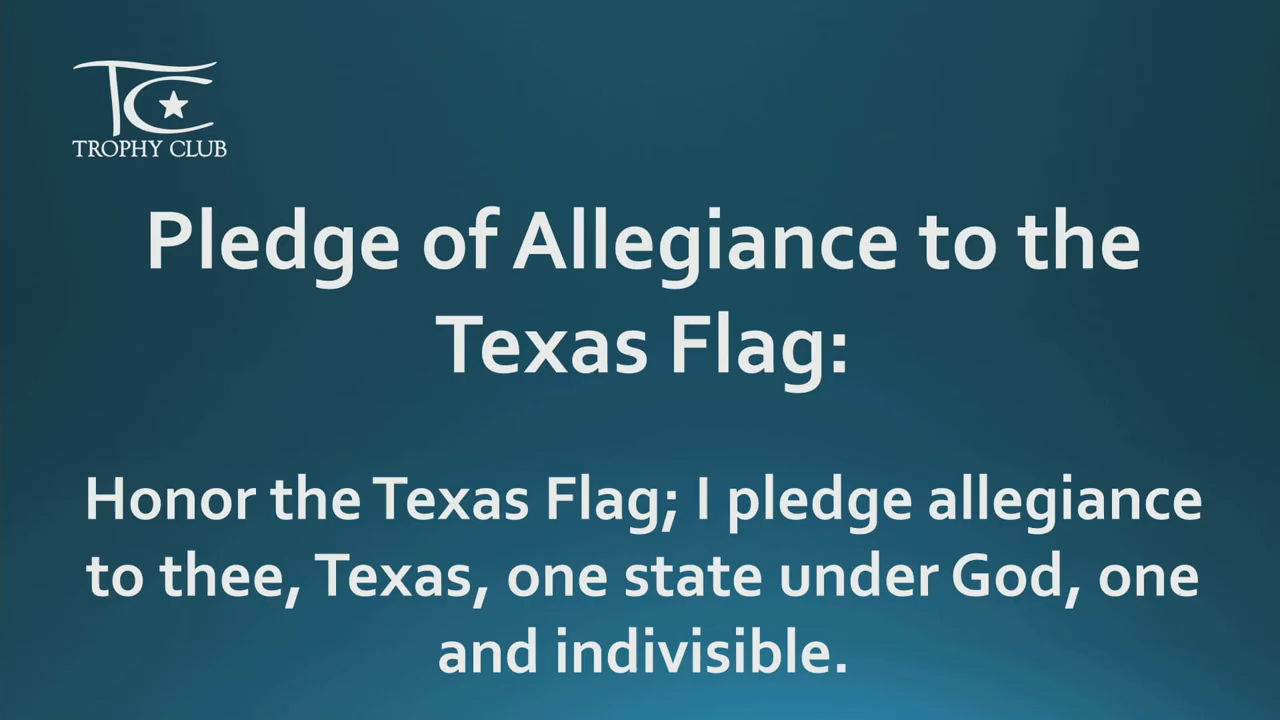 TC
TROPHY CLUB
Pledge of Allegiance to the
Texas Flag:
Honor the Texas Flag; I pledge allegiance
to thee, Texas, one state under God, one
and indivisible.